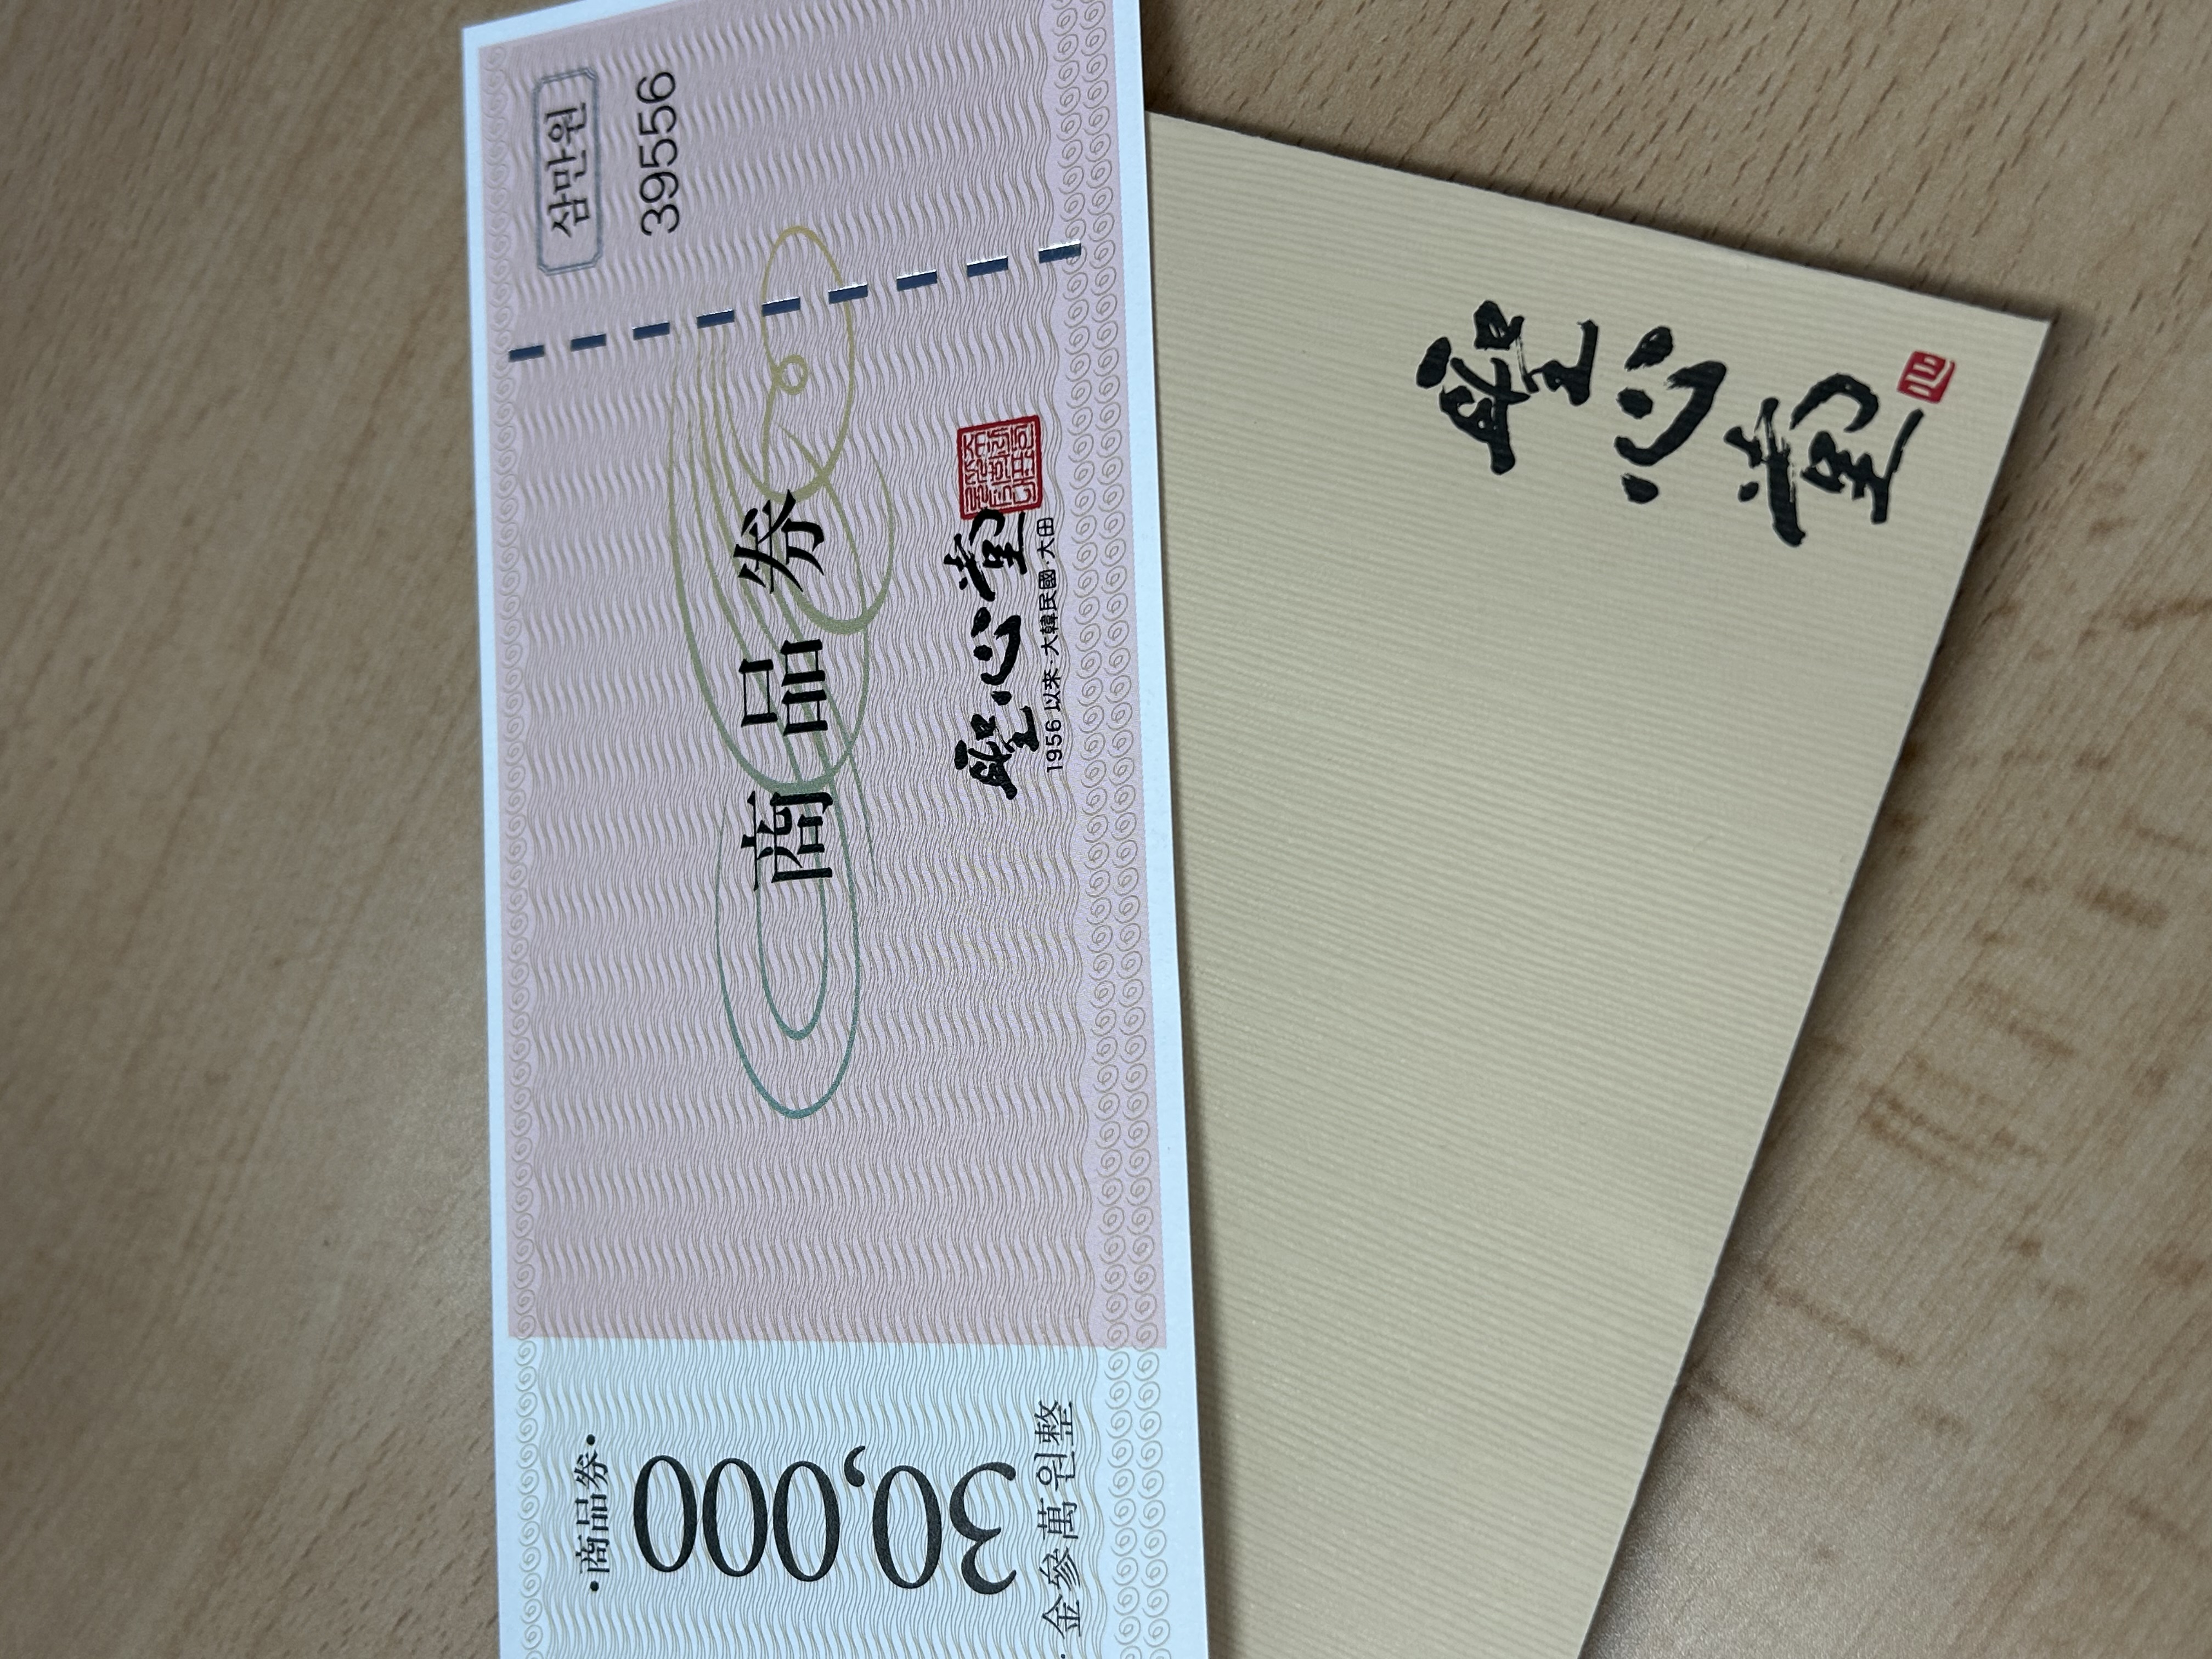 삼만원
39556
商品券
聖心堂
1956 以来·大韓民國·大田
·商品券·
30,000
金參萬원整
聖心堂